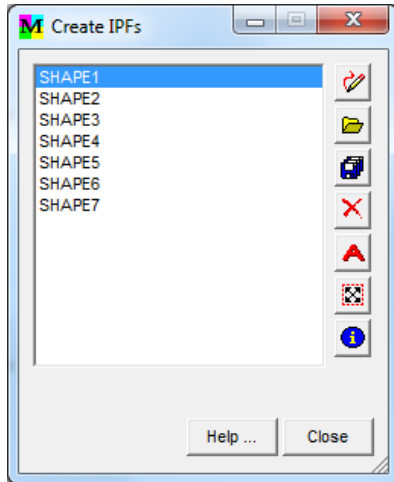 M Create IPFs
SHAPE1
SHAPE2
SHAPE3
SHAPE4
SHAPE5
SHAPE6
SHAPE7
A
i
Help ... Close